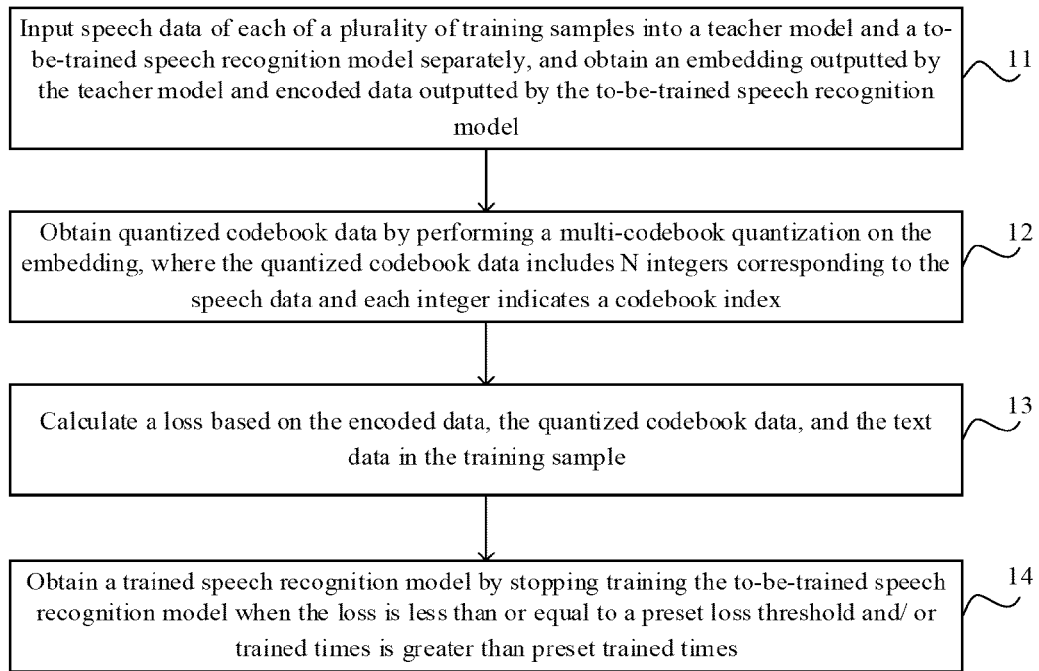 Input speech data of each of a plurality of training samples into a teacher model and a to-
be-trained speech recognition model separately, and obtain an embedding outputted by
the teacher model and encoded data outputted by the to-be-trained speech recognition
model
11
Obtain quantized codebook data by performing a multi-codebook quantization on the
embedding, where the quantized codebook data includes N integers corresponding to the
speech data and each integer indicates a codebook index
12
Calculate a loss based on the encoded data, the quantized codebook data, and the text
data in the training sample
13
Obtain a trained speech recognition model by stopping training the to-be-trained speech
recognition model when the loss is less than or equal to a preset loss threshold and/ or
trained times is greater than preset trained times
14